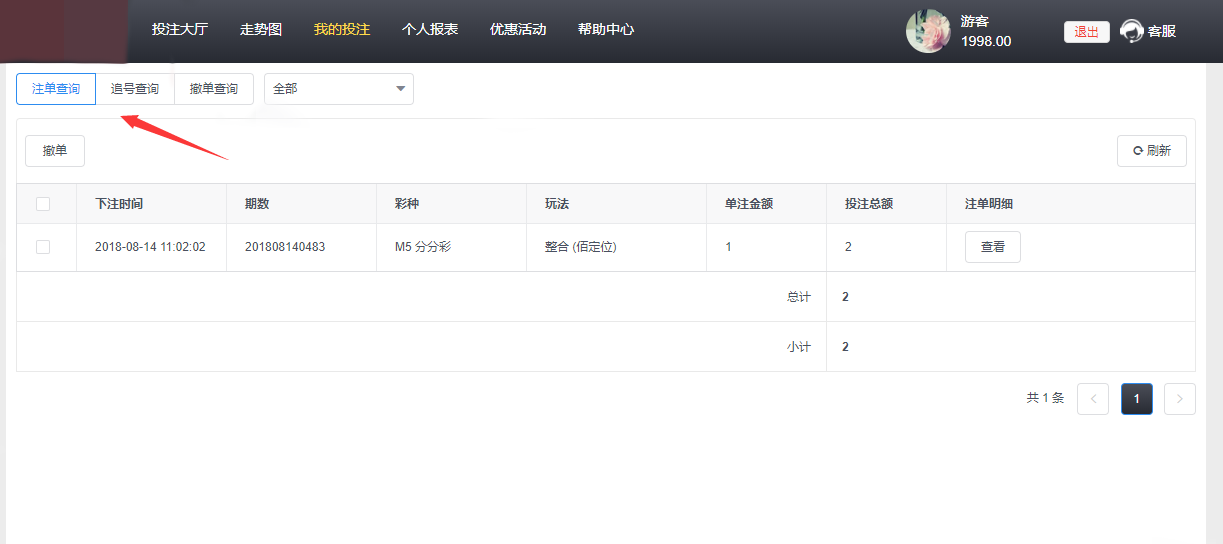 投注大厅 走势图 我的投注 个人报表 优惠活动 帮助中心 游客 1998.00 退出 客服
注单查询 追号查询 撤单查询 全部
撤单 刷新
下注时间 期数 彩种 玩法 单注金额 投注总额 注单明细
2018-08-14 11:02:02 201808140483 M5 分分彩 整合 (佰定位) 1 2 查看
总计 2
小计 2
共 1 条 < 1 >